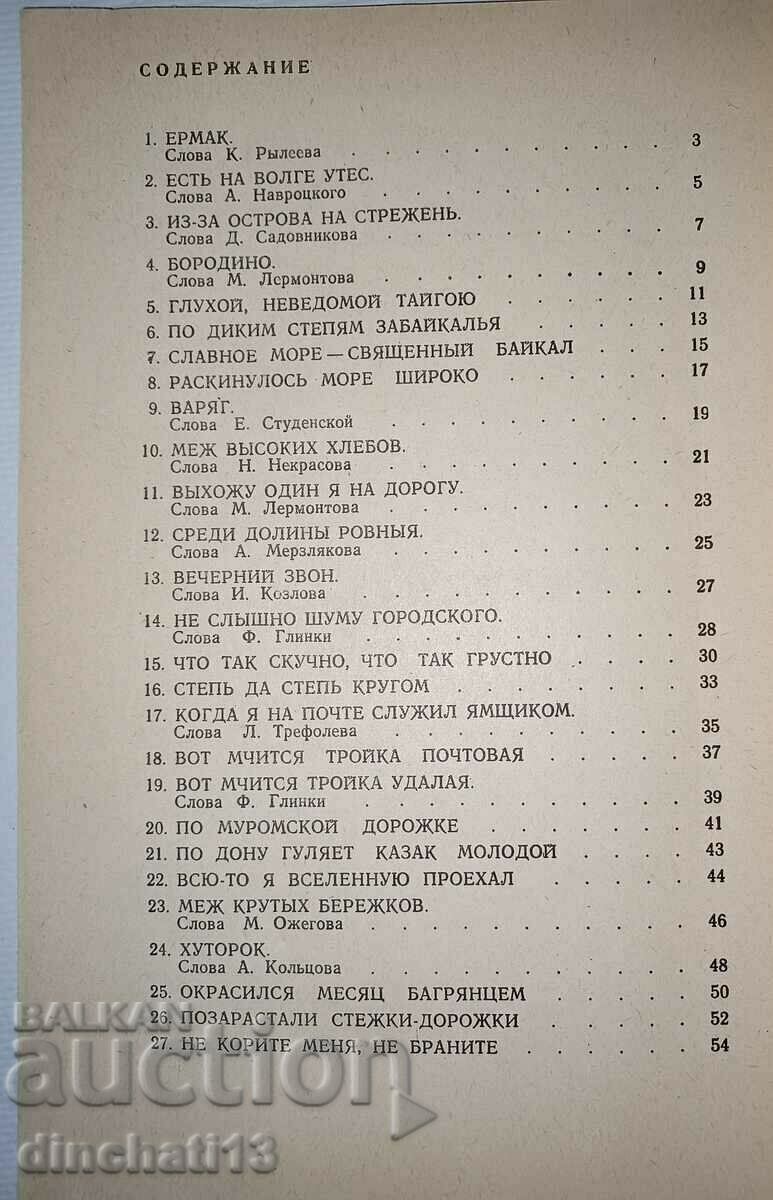 СОДЕРЖАНИЕ
1. ЕРМАК.
Слова К. Рылеева . . . . . . . . . . 3
2. ЕСТЬ НА ВОЛГЕ УТЕС.
Слова А. Навроцкого . . . . . . . . . 5
3. ИЗ-ЗА ОСТРОВА НА СТРЕЖЕНЬ.
Слова Д. Садовникова . . . . . . . . . 7
4. БОРОДИНО.
Слова М. Лермонтова . . . . . . . . . 9
5. ГЛУХОЙ, НЕВЕДОМОЙ ТАЙГОЮ . . . . . . 11
6. ПО ДИКИМ СТЕПЯМ ЗАБАЙКАЛЬЯ . . . . . 13
7. СЛАВНОЕ МОРЕ — СВЯЩЕННЫЙ БАЙКАЛ . . . 15
8. РАСКИНУЛОСЬ МОРЕ ШИРОКО . . . . . . 17
9. ВАРЯГ.
Слова Е. Студенской . . . . . . . . . 19
10. МЕЖ ВЫСОКИХ ХЛЕБОВ.
Слова Н. Некрасова . . . . . . . . . 21
11. ВЫХОЖУ ОДИН Я НА ДОРОГУ.
Слова М. Лермонтова . . . . . . . . . 23
12. СРЕДИ ДОЛИНЫ РОВНЫЯ.
Слова А. Мерзлякова . . . . . . . . . 25
13. ВЕЧЕРНИЙ ЗВОН.
Слова И. Козлова . . . . . . . . . . 27
14. НЕ СЛЫШНО ШУМУ ГОРОДСКОГО.
Слова Ф. Глинки . . . . . . . . . . 28
15. ЧТО ТАК СКУЧНО, ЧТО ТАК ГРУСТНО . . . . 30
16. СТЕПЬ ДА СТЕПЬ КРУГОМ . . . . . . . . 33
17. КОГДА Я НА ПОЧТЕ СЛУЖИЛ ЯМЩИКОМ.
Слова Л. Трефолева . . . . . . . . . 35
18. ВОТ МЧИТСЯ ТРОЙКА ПОЧТОВАЯ . . . . . 37
19. ВОТ МЧИТСЯ ТРОЙКА УДАЛАЯ.
Слова Ф. Глинки . . . . . . . . . . 39
20. ПО МУРОМСКОЙ ДОРОЖКЕ . . . . . . . 41
21. ПО ДОНУ ГУЛЯЕТ КАЗАК МОЛОДОЙ . . . . 43
22. ВСЮ-ТО Я ВСЕЛЕННУЮ ПРОЕХАЛ . . . . . 44
23. МЕЖ КРУТЫХ БЕРЕЖКОВ.
Слова М. Ожегова . . . . . . . . . . 46
24. ХУТОРОК.
Слова А. Кольцова . . . . . . . . . . 48
25. ОКРАСИЛСЯ МЕСЯЦ БАГРЯНЦЕМ . . . . . 50
26. ПОЗАРАСТАЛИ СТЕЖКИ-ДОРОЖКИ . . . . . 52
27. НЕ КОРИТЕ МЕНЯ, НЕ БРАНИТЕ . . . . . . 54
BALKAN
auction
dinchati13